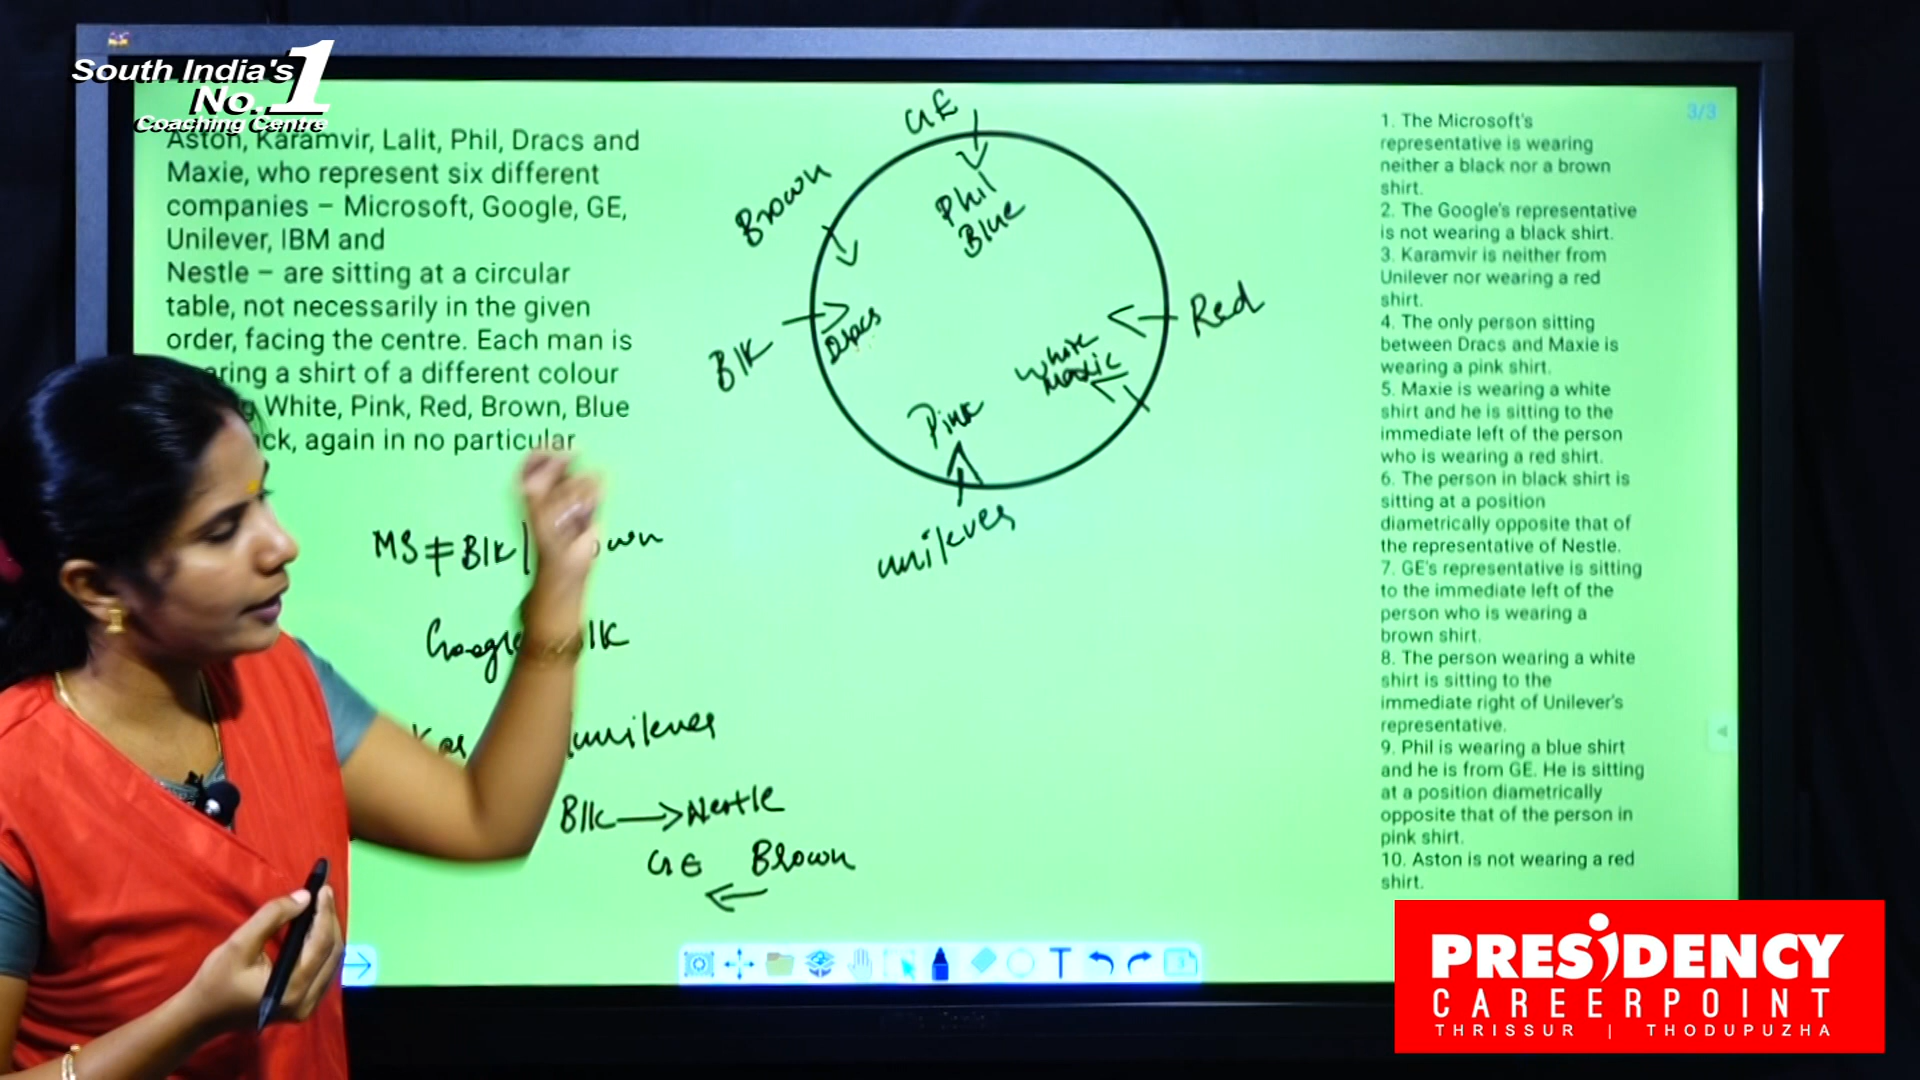 South India's
No.1
Coaching Centre
Aston, Karamvir, Lalit, Phil, Dracs and
Maxie, who represent six different
companies – Microsoft, Google, GE,
Unilever, IBM and
Nestle – are sitting at a circular
table, not necessarily in the given
order, facing the centre. Each man is
a shirt of a different colour
White, Pink, Red, Brown, Blue
again in no particular
MS ≠ Blk
Google
unilever
Blk → Nestle
GE Brown
GE
Brown
Phil
Blue
Blk
Dracs
Red
White
Maxie
Pink
unilever
3/3
1. The Microsoft's
representative is wearing
neither a black nor a brown
shirt.
2. The Google's representative
is not wearing a black shirt.
3. Karamvir is neither from
Unilever nor wearing a red
shirt.
4. The only person sitting
between Dracs and Maxie is
wearing a pink shirt.
5. Maxie is wearing a white
shirt and he is sitting to the
immediate left of the person
who is wearing a red shirt.
6. The person in black shirt is
sitting at a position
diametrically opposite that of
the representative of Nestle.
7. GE's representative is sitting
to the immediate left of the
person who is wearing a
brown shirt.
8. The person wearing a white
shirt is sitting to the
immediate right of Unilever's
representative.
9. Phil is wearing a blue shirt
and he is from GE. He is sitting
at a position diametrically
opposite that of the person in
pink shirt.
10. Aston is not wearing a red
shirt.
PRESIDENCY
CAREERPOINT
THRISSUR | THODUPUZHA